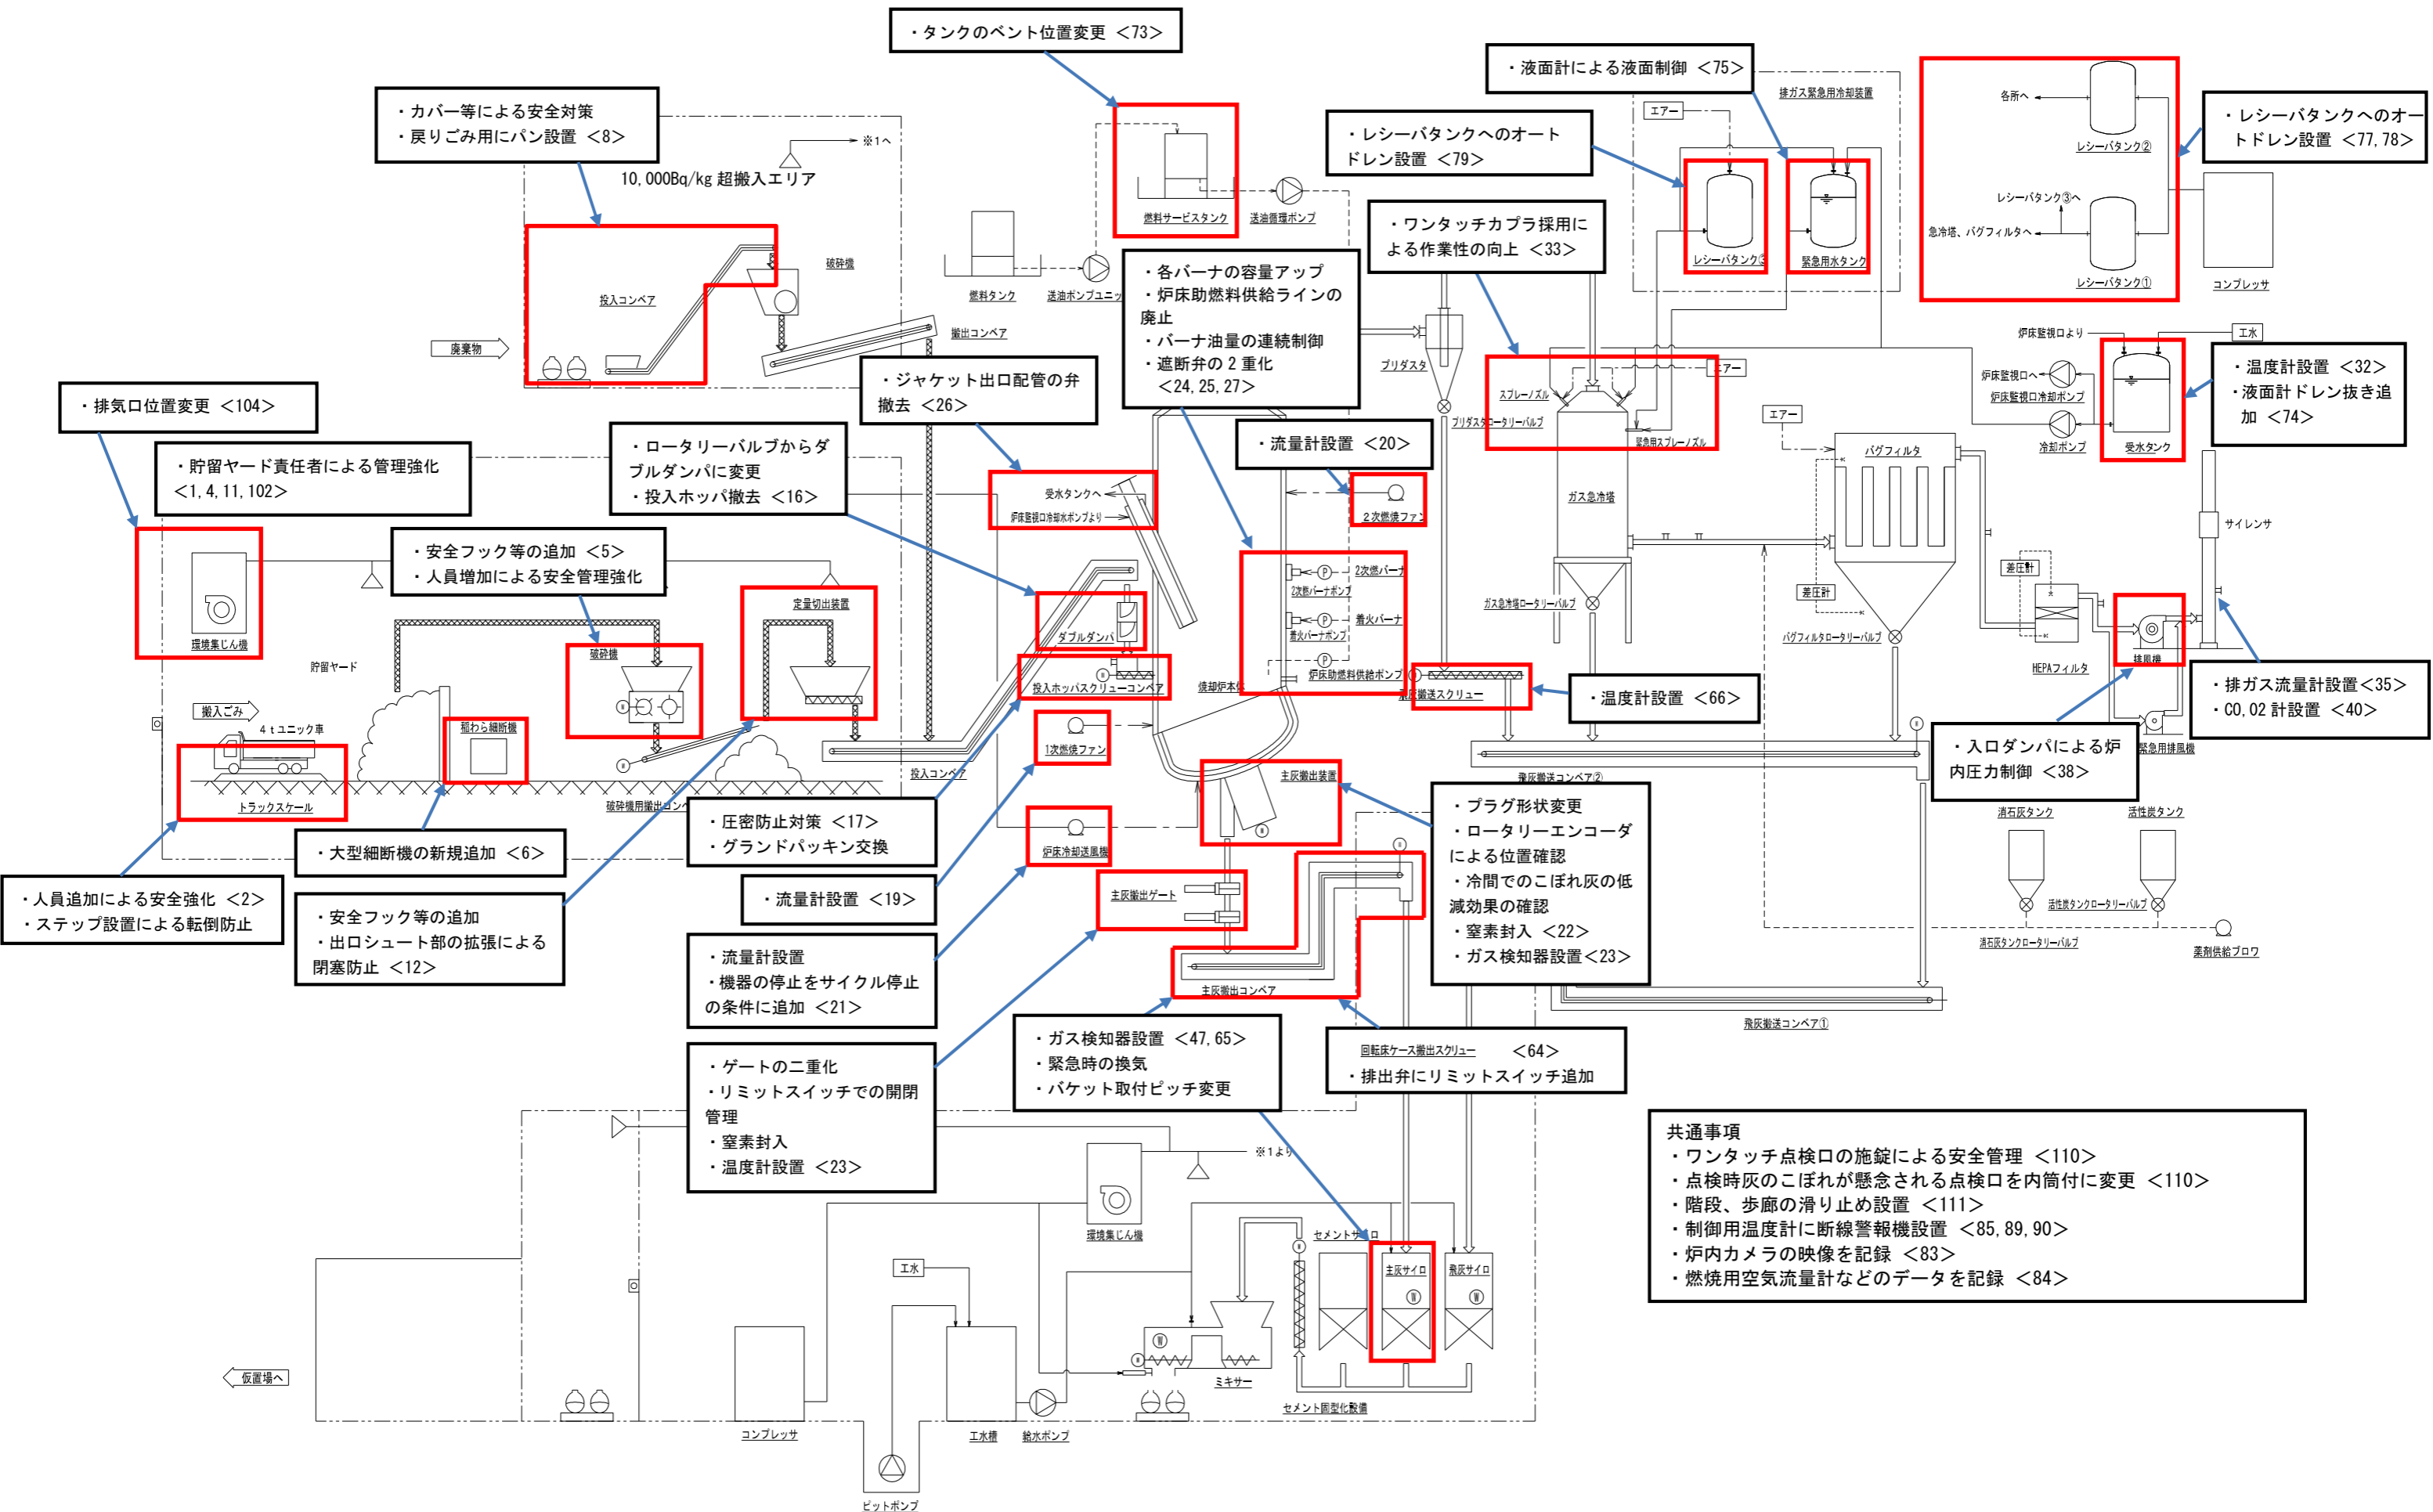 ・タンクのベント位置変更 <73>
・液面計による液面制御 <75>
排ガス緊急用冷却装置
・カバー等による安全対策
・戻りごみ用にパン設置 <8>
※1へ
10,000Bq/kg 超搬入エリア
・レシーバタンクへのオート
ドレン設置 <79>
エアー
各所へ
レシーバタンク②
・レシーバタンクへのオー
トドレン設置 <77,78>
燃料サービスタンク
送油循環ポンプ
レシーバタンク③へ
急冷塔、バグフィルタへ
レシーバタンク①
コンプレッサ
レシーバタンク③
緊急用水タンク
・ワンタッチカプラ採用に
よる作業性の向上 <33>
破砕機
投入コンベア
燃料タンク
送油ポンプユニッ
・各バーナの容量アップ
・炉床助燃料供給ラインの
廃止
・バーナ油量の連続制御
・遮断弁の２重化
<24,25,27>
廃棄物
搬出コンベア
プリダスタ
炉床監視口より
工水
炉床監視口へ
炉床監視口冷却ポンプ
冷却ポンプ
受水タンク
・温度計設置 <32>
・液面計ドレン抜き追
加 <74>
・ジャケット出口配管の弁
撤去 <26>
スプレーノズル
エアー
プリダスタロータリーバルブ
緊急用スプレーノズル
エアー
・排気口位置変更 <104>
・ロータリーバルブからダ
ブルダンパに変更
・投入ホッパ撤去 <16>
・流量計設置 <20>
バグフィルタ
・貯留ヤード責任者による管理強化
<1,4,11,102>
受水タンクへ
炉床監視口冷却水ポンプより
２次燃焼ファン
ガス急冷塔
サイレンサ
・安全フック等の追加 <5>
・人員増加による安全管理強化
差圧計
差圧計
2次燃バーナ
2次燃バーナポンプ
着火バーナ
着火バーナポンプ
ガス急冷塔ロータリーバルブ
定量切出装置
ダブルダンパ
環境集じん機
貯留ヤード
破砕機
バグフィルタロータリーバルブ
HEPAフィルタ
排風機
投入ホッパスクリューコンベア
焼却炉本体
炉床助燃料供給ポンプ
飛灰搬送スクリュー
・温度計設置 <66>
・排ガス流量計設置<35>
・CO,O2 計設置 <40>
搬入ごみ
４ｔユニック車
稲わら細断機
1次燃焼ファン
緊急用排風機
・入口ダンパによる炉
内圧力制御 <38>
トラックスケール
破砕機用搬出コンベ
投入コンベア
主灰搬出装置
飛灰搬送コンベア②
消石灰タンク
活性炭タンク
・大型細断機の新規追加 <6>
・圧密防止対策 <17>
・グランドパッキン交換
炉床冷却送風機
・プラグ形状変更
・ロータリーエンコーダ
による位置確認
・冷間でのこぼれ灰の低
減効果の確認
・窒素封入 <22>
・ガス検知器設置<23>
・人員追加による安全強化 <2>
・ステップ設置による転倒防止
・流量計設置 <19>
主灰搬出ゲート
・安全フック等の追加
・出口シュート部の拡張による
閉塞防止 <12>
活性炭タンクロータリーバルブ
消石灰タンクロータリーバルブ
薬剤供給ブロワ
・流量計設置
・機器の停止をサイクル停止
の条件に追加 <21>
主灰搬出コンベア
飛灰搬送コンベア①
・ゲートの二重化
・リミットスイッチでの開閉
管理
・窒素封入
・温度計設置 <23>
・ガス検知器設置 <47,65>
・緊急時の換気
・バケット取付ピッチ変更
回転床ケース搬出スクリュー <64>
・排出弁にリミットスイッチ追加
※1より
環境集じん機
共通事項
・ワンタッチ点検口の施錠による安全管理 <110>
・点検時灰のこぼれが懸念される点検口を内筒付に変更 <110>
・階段、歩廊の滑り止め設置 <111>
・制御用温度計に断線警報機設置 <85,89,90>
・炉内カメラの映像を記録 <83>
・燃焼用空気流量計などのデータを記録 <84>
セメントサイロ
主灰サイロ
飛灰サイロ
工水
仮置場へ
ミキサー
コンプレッサ
工水槽
給水ポンプ
セメント固型化設備
ピットポンプ